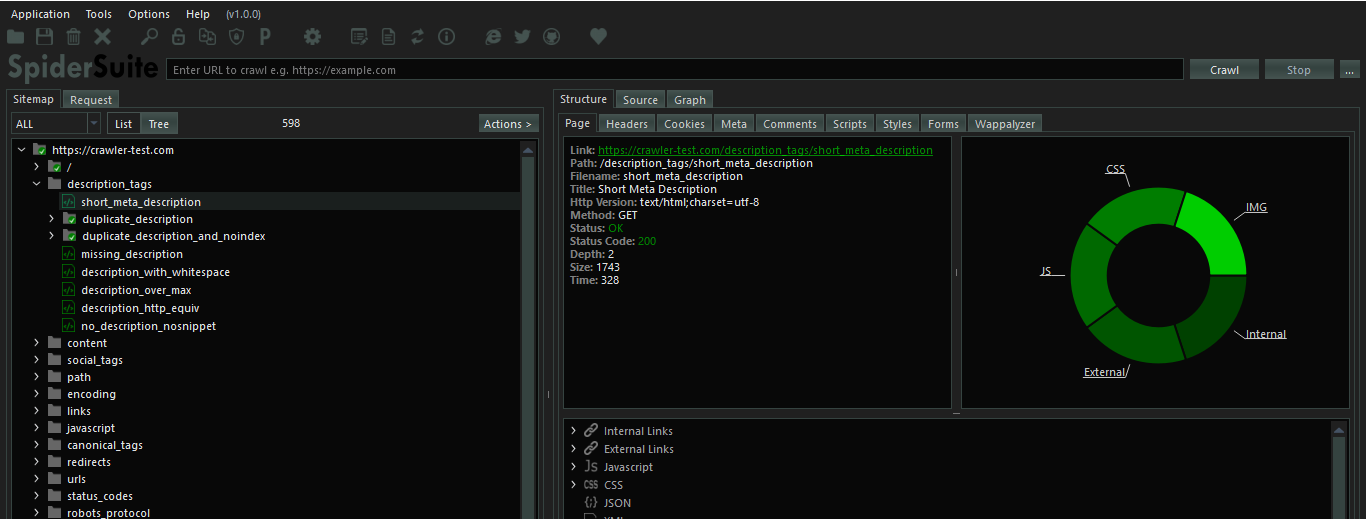 Application Tools Options Help (v1.0.0)
SpiderSuite Enter URL to crawl e.g. https://example.com Crawl Stop ...
Sitemap Request
ALL List Tree 598 Actions >
https://crawler-test.com
/
description_tags
short_meta_description
duplicate_description
duplicate_description_and_noindex
missing_description
description_with_whitespace
description_over_max
description_http_equiv
no_description_nosnippet
content
social_tags
path
encoding
links
javascript
canonical_tags
redirects
urls
status_codes
robots_protocol
Structure Source Graph
Page Headers Cookies Meta Comments Scripts Styles Forms Wappalyzer
Link: https://crawler-test.com/description_tags/short_meta_description
Path: /description_tags/short_meta_description
Filename: short_meta_description
Title: Short Meta Description
Http Version: text/html;charset=utf-8
Method: GET
Status: OK
Status Code: 200
Depth: 2
Size: 1743
Time: 328
CSS
IMG
JS
Internal
External
Internal Links
External Links
JS Javascript
CSS CSS
{;} JSON